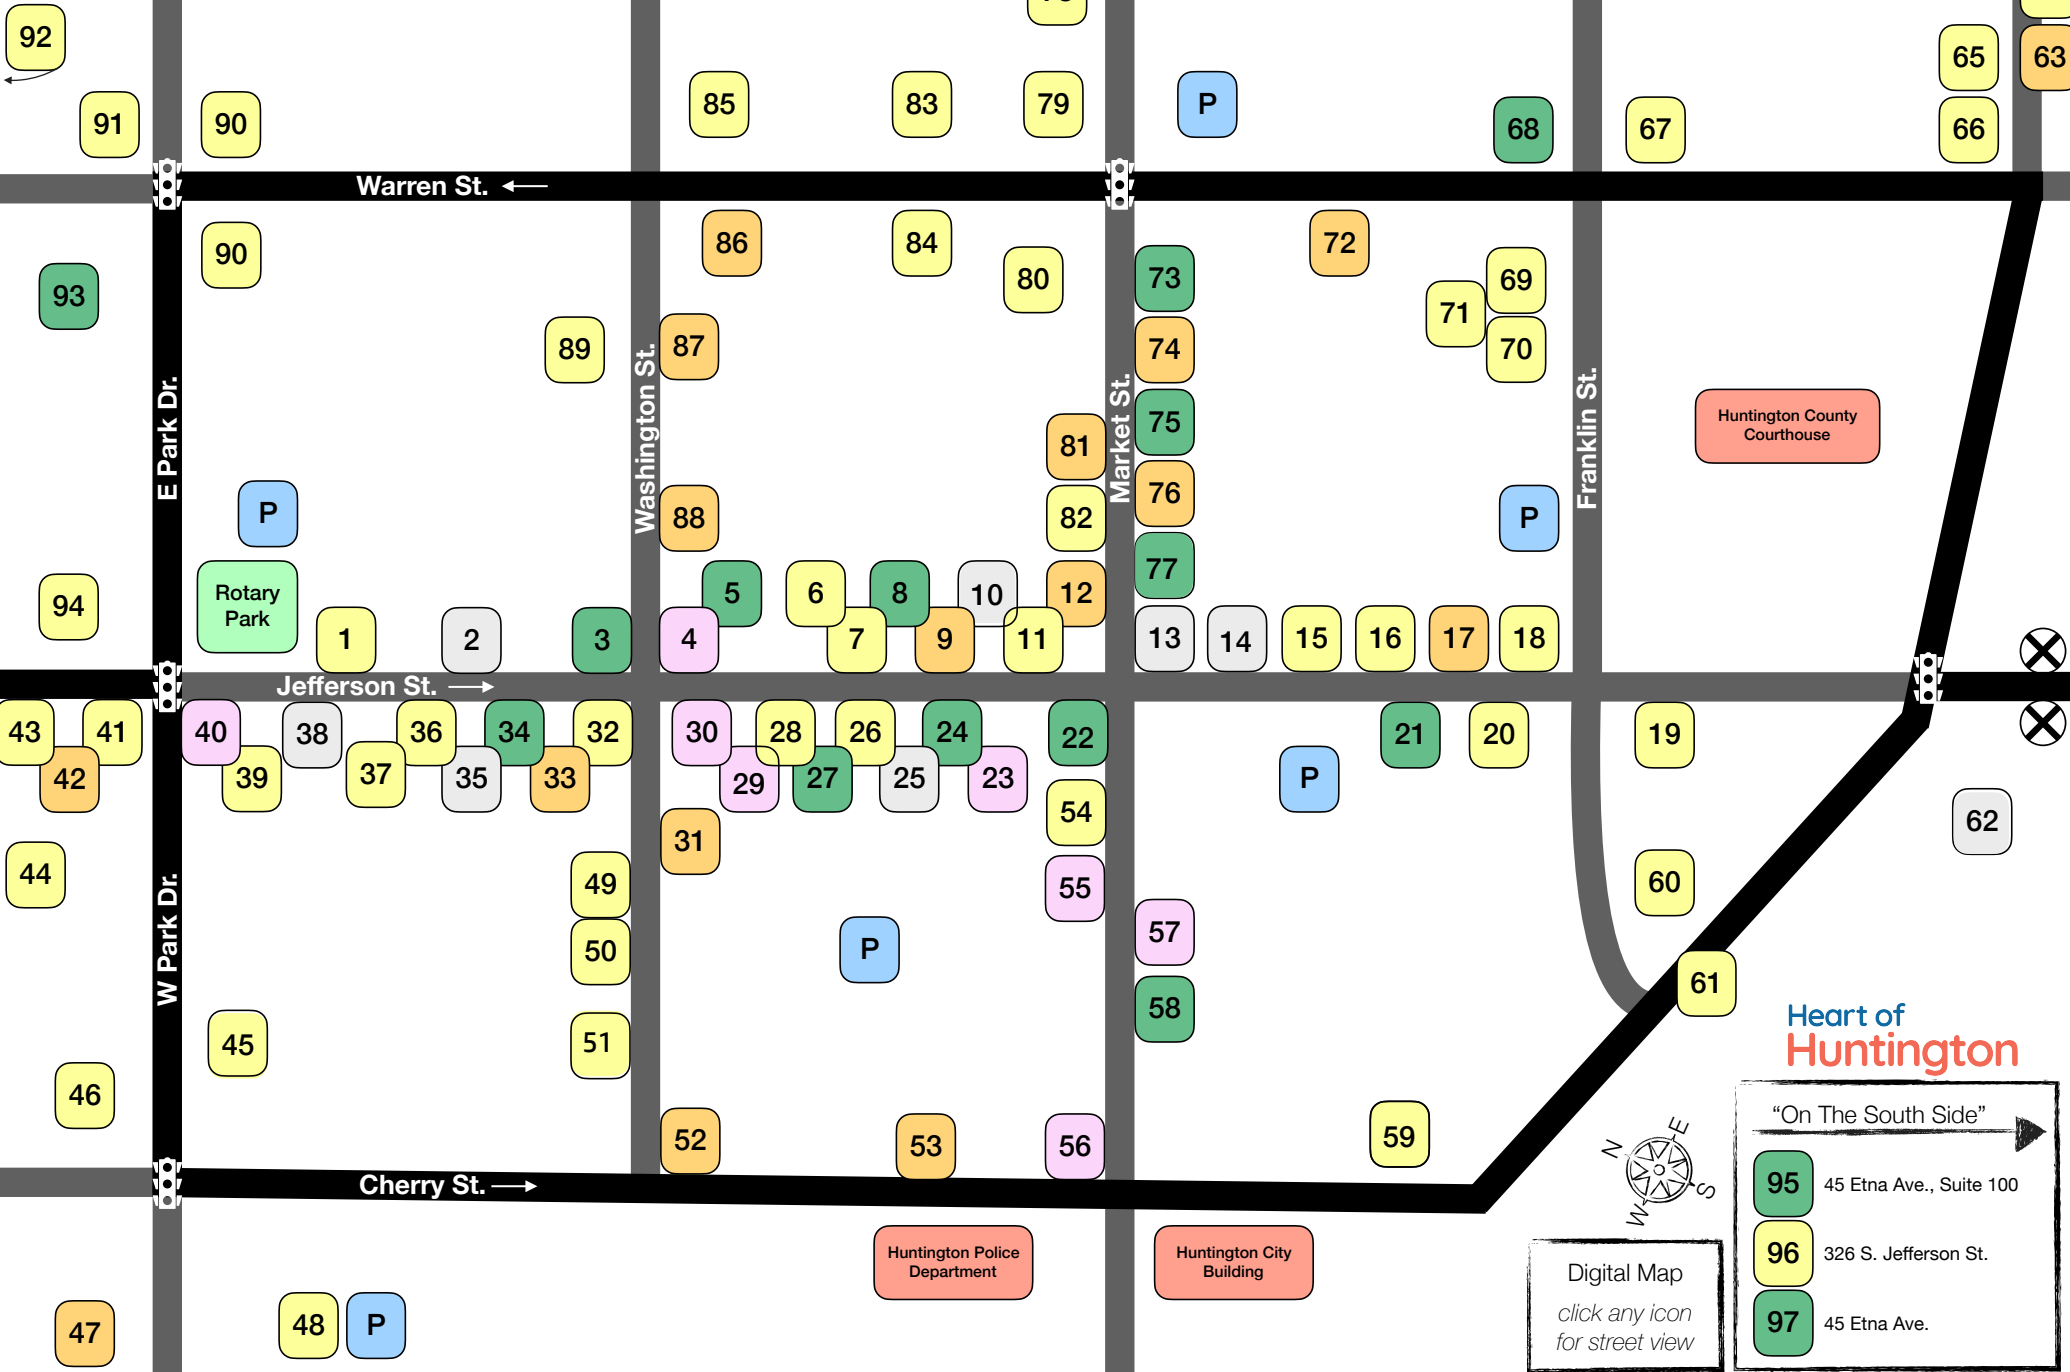 92
91
90
85
83
79
P
68
67
65
66
63
Warren St.
90
93
89
86
84
80
87
88
81
82
73
74
75
76
77
72
71
69
70
P
Huntington County
Courthouse
E Park Dr.
Washington St.
Market St.
Franklin St.
P
Rotary
Park
94
1
2
3
4
5
6
7
8
9
10
11
12
13
14
15
16
17
18
Jefferson St.
43
42
41
40
39
38
37
36
35
34
33
32
30
29
28
27
26
25
24
23
22
21
20
19
P
31
54
55
44
49
50
51
P
57
58
60
61
62
W Park Dr.
45
46
52
53
56
59
Cherry St.
Huntington Police
Department
Huntington City
Building
47
48
P
N
E
S
W
Heart of
Huntington
“On The South Side”
95 45 Etna Ave., Suite 100
96 326 S. Jefferson St.
97 45 Etna Ave.
Digital Map
click any icon
for street view